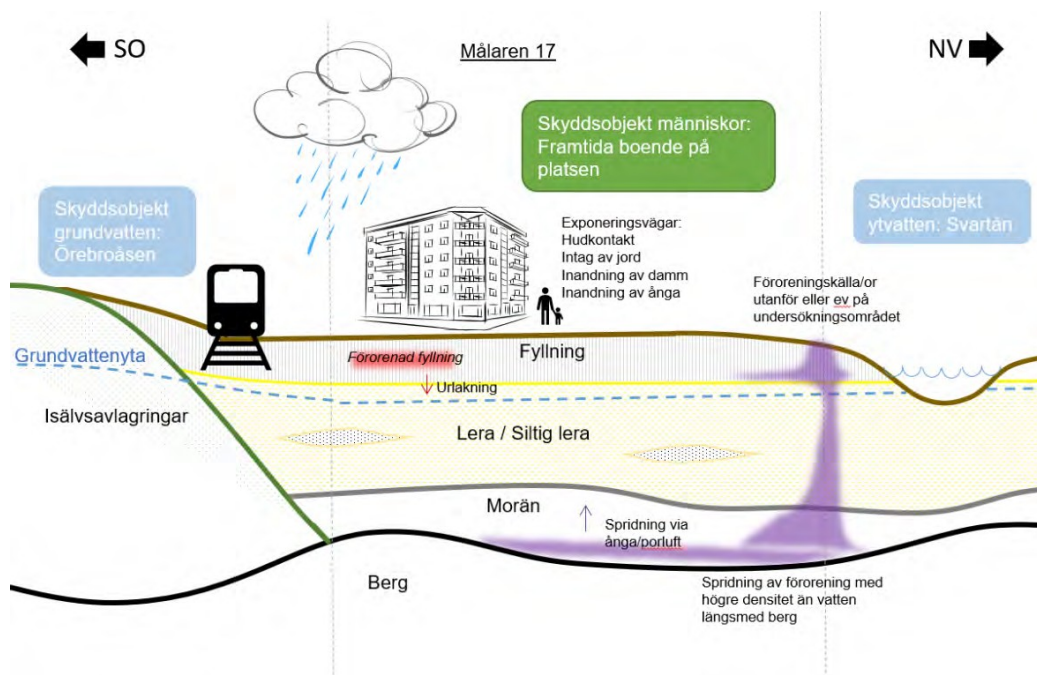 SO
Målaren 17
NV
Skyddsobjekt människor:
Framtida boende på
platsen
Skyddsobjekt
grundvatten:
Örebroåsen
Exponeringsvägar:
Hudkontakt
Intag av jord
Inandning av damm
Inandning av ånga
Skyddsobjekt
ytvatten: Svartån
Föroreningskälla/or
utanför eller ev på
undersökningsområdet
Grundvattenyta
Förorenad fyllning
Fyllning
Urlakning
Isälvsavlagringar
Lera / Siltig lera
Morän
Spridning via
ånga/porluft
Berg
Spridning av förorening med
högre densitet än vatten
längsmed berg